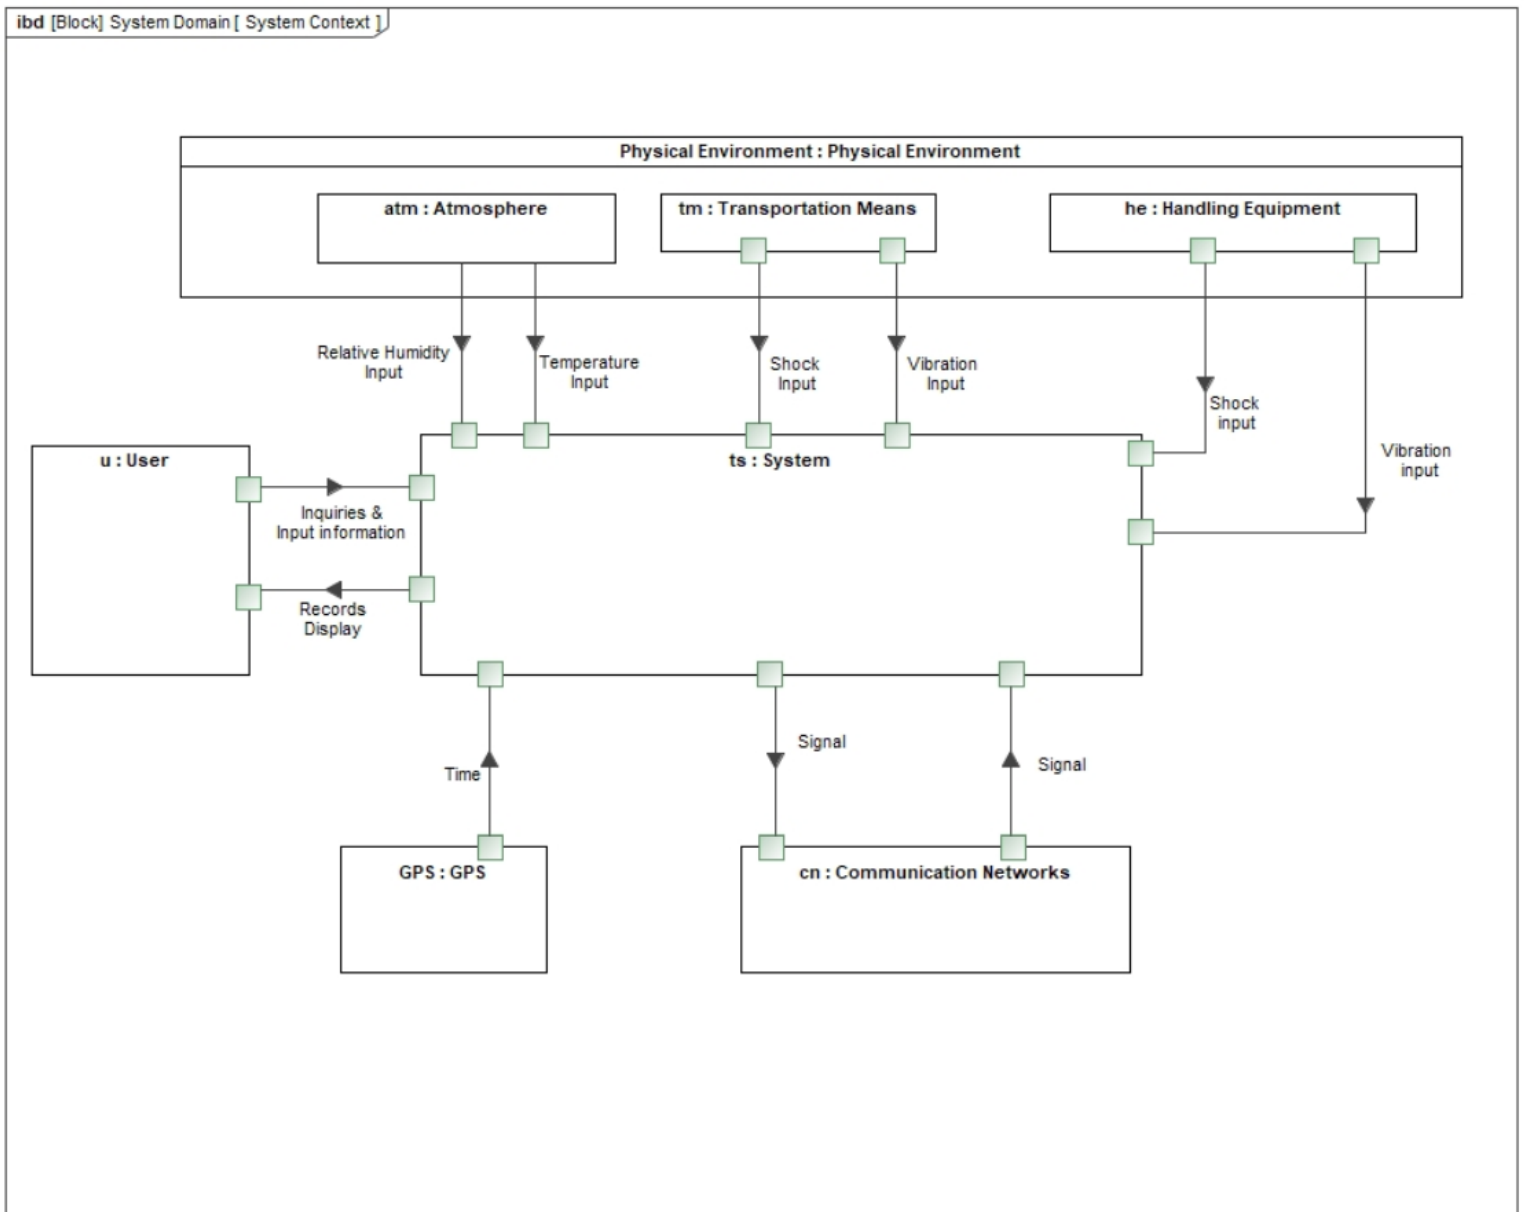 ibd [Block] System Domain [ System Context ]
Physical Environment : Physical Environment
atm : Atmosphere
tm : Transportation Means
he : Handling Equipment
Relative Humidity
Input
Temperature
Input
Shock
Input
Vibration
Input
Shock
input
Vibration
input
u : User
ts : System
Inquiries &
Input information
Records
Display
Time
Signal
Signal
GPS : GPS
cn : Communication Networks